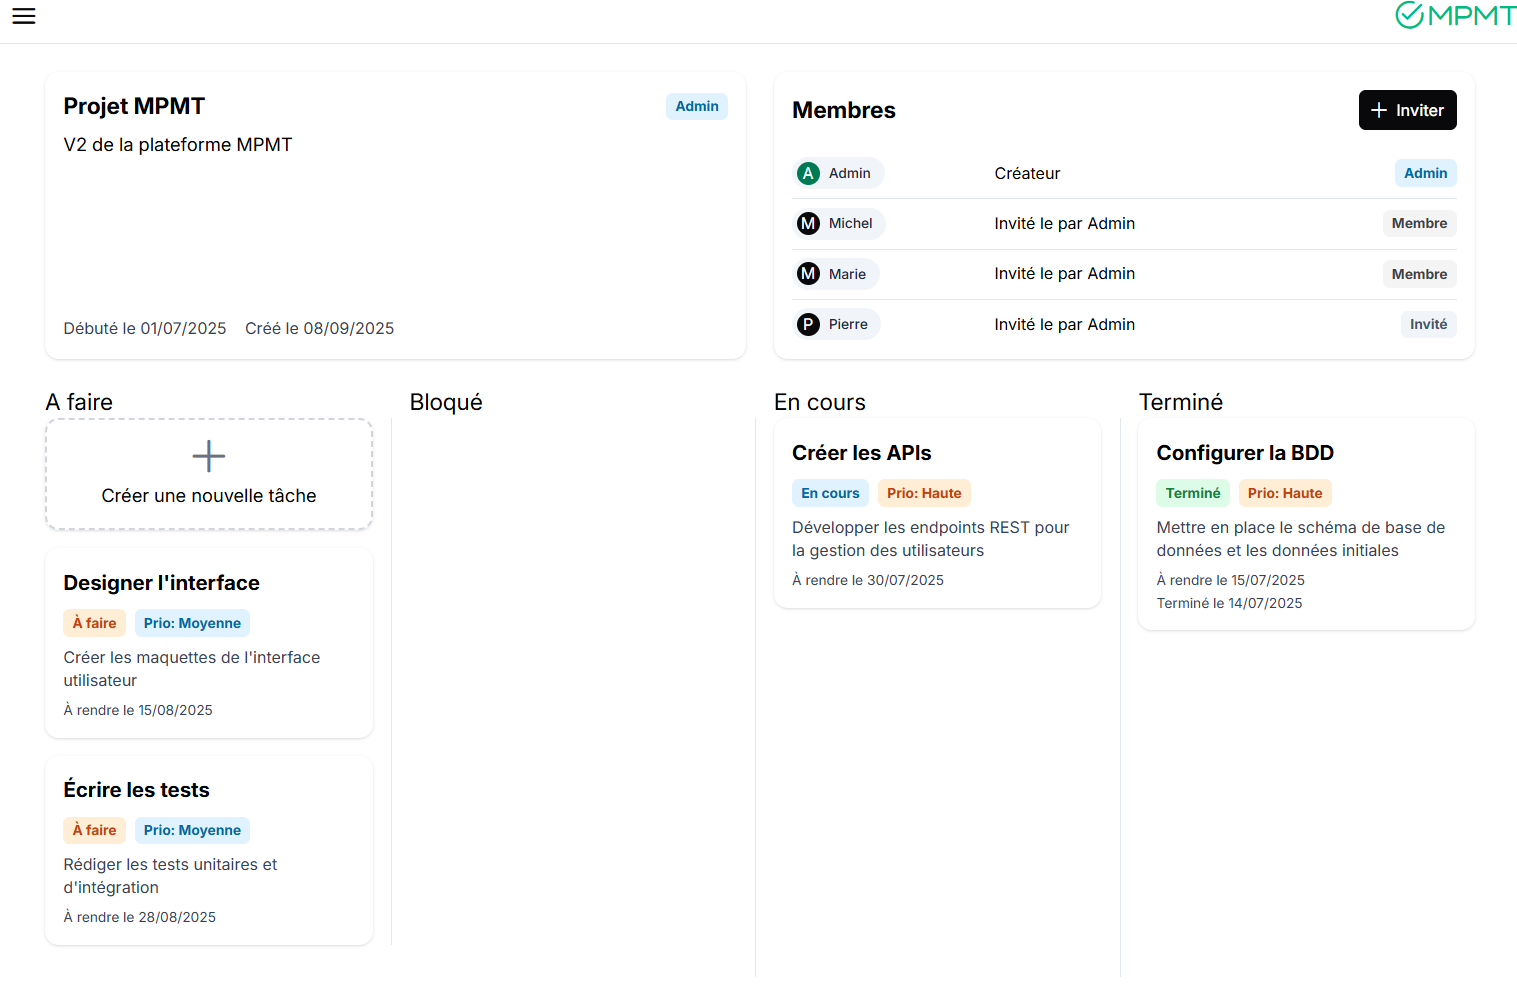 MPMT
Projet MPMT
Admin
V2 de la plateforme MPMT
Débuté le 01/07/2025 Créé le 08/09/2025
Membres
Inviter
A Admin Créateur Admin
M Michel Invité le par Admin Membre
M Marie Invité le par Admin Membre
P Pierre Invité le par Admin Invité
A faire
Créer une nouvelle tâche
Designer l'interface
À faire Prio: Moyenne
Créer les maquettes de l'interface
utilisateur
À rendre le 15/08/2025
Écrire les tests
À faire Prio: Moyenne
Rédiger les tests unitaires et
d'intégration
À rendre le 28/08/2025
Bloqué
En cours
Créer les APIs
En cours Prio: Haute
Développer les endpoints REST pour
la gestion des utilisateurs
À rendre le 30/07/2025
Terminé
Configurer la BDD
Terminé Prio: Haute
Mettre en place le schéma de base de
données et les données initiales
À rendre le 15/07/2025
Terminé le 14/07/2025